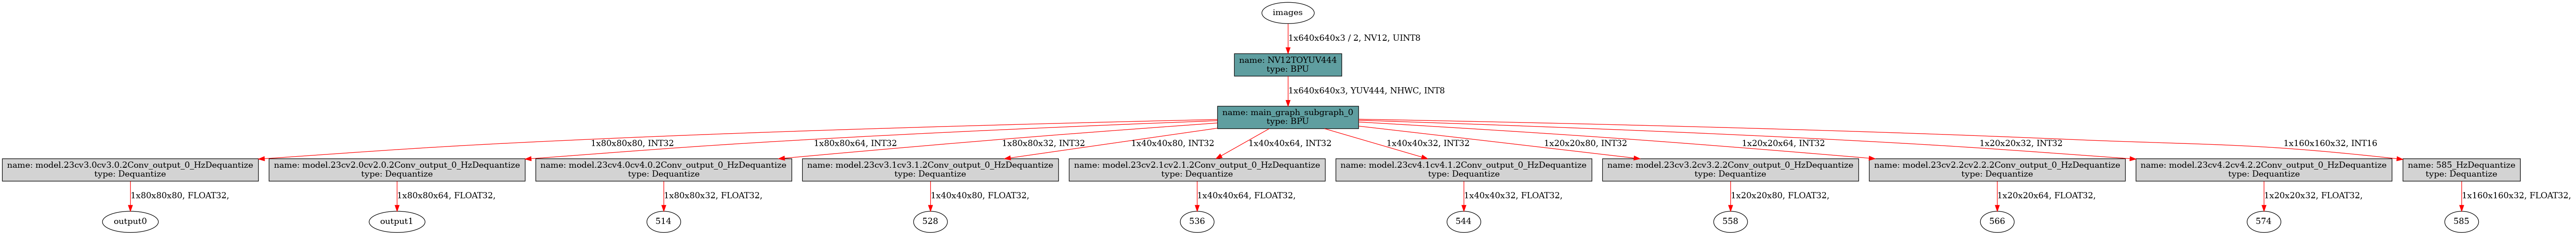 images
1x640x640x3 / 2, NV12, UINT8
name: NV12TOYUV444
type: BPU
1x640x640x3, YUV444, NHWC, INT8
name: main_graph_subgraph_0
type: BPU
1x80x80x80, INT32
1x80x80x64, INT32
1x80x80x32, INT32
1x40x40x80, INT32
1x40x40x64, INT32
1x40x40x32, INT32
1x20x20x80, INT32
1x20x20x64, INT32
1x20x20x32, INT32
1x160x160x32, INT16
name: model.23cv3.0cv3.0.2Conv_output_0_HzDequantize
type: Dequantize
name: model.23cv2.0cv2.0.2Conv_output_0_HzDequantize
type: Dequantize
name: model.23cv4.0cv4.0.2Conv_output_0_HzDequantize
type: Dequantize
name: model.23cv3.1cv3.1.2Conv_output_0_HzDequantize
type: Dequantize
name: model.23cv2.1cv2.1.2Conv_output_0_HzDequantize
type: Dequantize
name: model.23cv4.1cv4.1.2Conv_output_0_HzDequantize
type: Dequantize
name: model.23cv3.2cv3.2.2Conv_output_0_HzDequantize
type: Dequantize
name: model.23cv2.2cv2.2.2Conv_output_0_HzDequantize
type: Dequantize
name: model.23cv4.2cv4.2.2Conv_output_0_HzDequantize
type: Dequantize
name: 585_HzDequantize
type: Dequantize
1x80x80x80, FLOAT32,
1x80x80x64, FLOAT32,
1x80x80x32, FLOAT32,
1x40x40x80, FLOAT32,
1x40x40x64, FLOAT32,
1x40x40x32, FLOAT32,
1x20x20x80, FLOAT32,
1x20x20x64, FLOAT32,
1x20x20x32, FLOAT32,
1x160x160x32, FLOAT32,
output0
output1
514
528
536
544
558
566
574
585